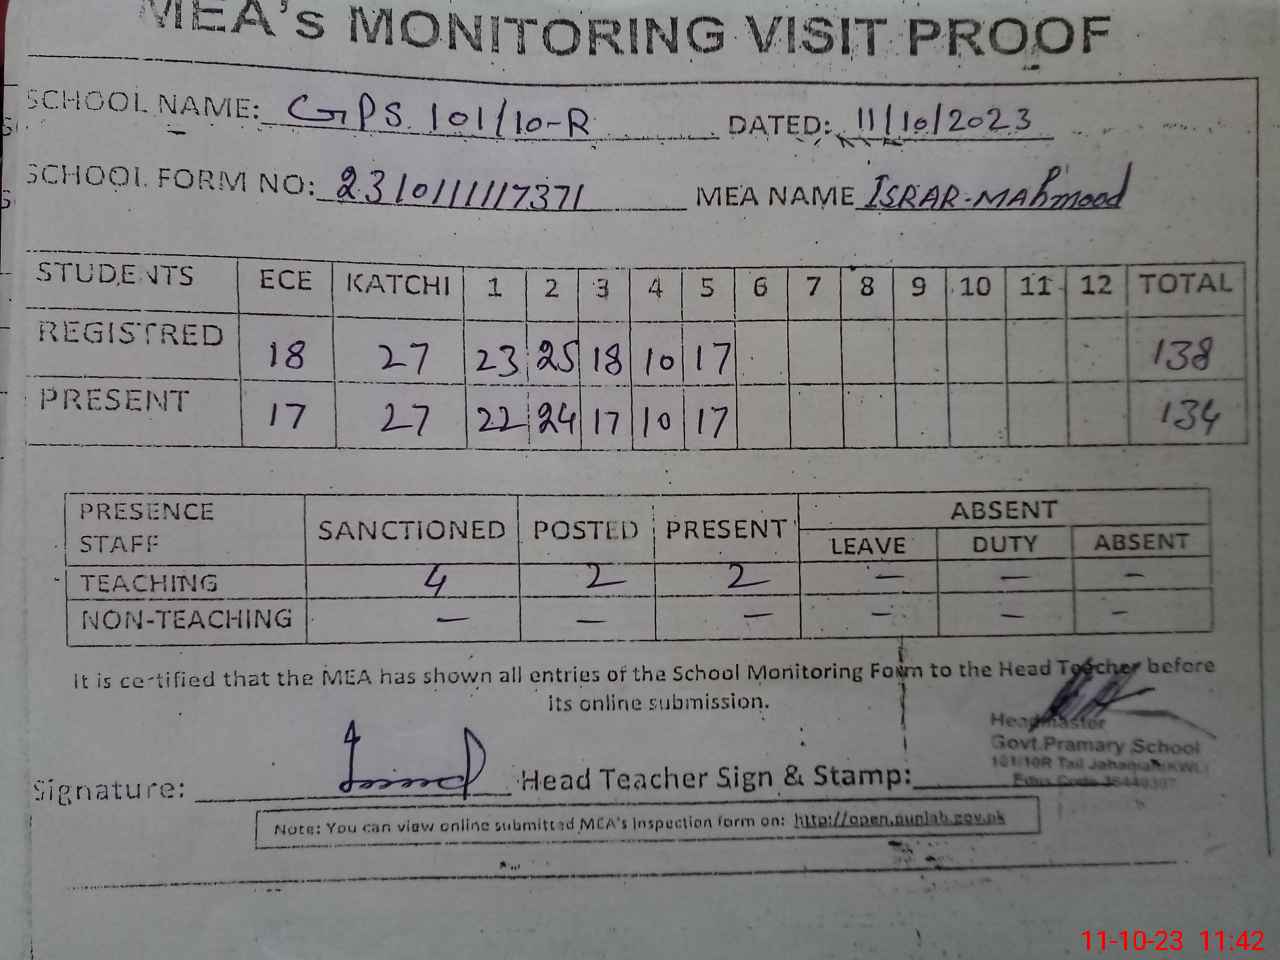 MEA's MONITORING VISIT PROOF
SCHOOL NAME: GPS 101/10-R DATED: 11/10/2023
SCHOOL FORM NO: 2310111117371 MEA NAME ISRAR-MAhmood
STUDENTS ECE KATCHI 1 2 3 4 5 6 7 8 9 10 11 12 TOTAL
REGISTRED 18 27 23 25 18 10 17 138
PRESENT 17 27 22 24 17 10 17 134
PRESENCE STAFF SANCTIONED POSTED PRESENT ABSENT
LEAVE DUTY ABSENT
TEACHING 4 2 2 — — —
NON-TEACHING — — — — — —
It is certified that the MEA has shown all entries of the School Monitoring Form to the Head Teacher before
its online submission.
Headmaster
Govt.Pramary School
101/10R Tail Jahanian(KWL)
Signature: Head Teacher Sign & Stamp:
Note: You can view online submitted MEA's Inspection form on: http://open.punjab.gov.pk
11-10-23 11:42